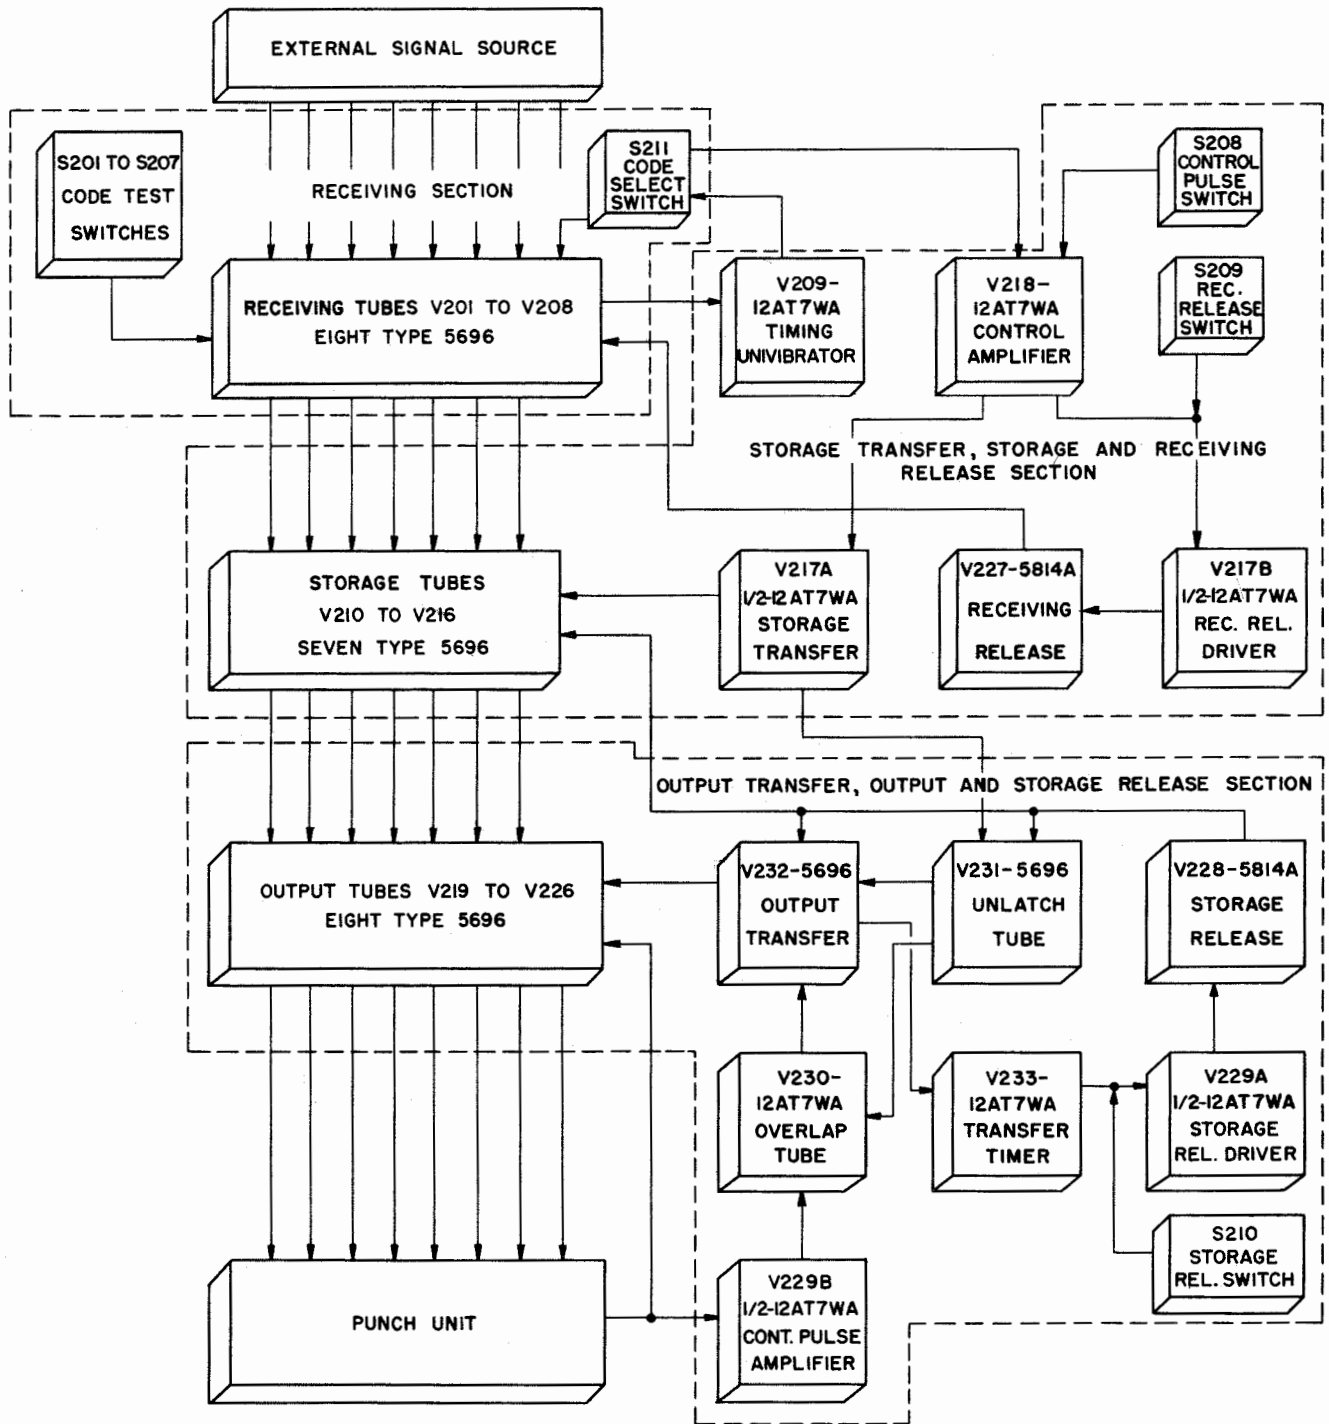 EXTERNAL SIGNAL SOURCE
S201 TO S207
CODE TEST
SWITCHES
RECEIVING SECTION
S211
CODE
SELECT
SWITCH
S208
CONTROL
PULSE
SWITCH
RECEIVING TUBES V201 TO V208
EIGHT TYPE 5696
V209-
12AT7WA
TIMING
UNIVIBRATOR
V218-
12AT7WA
CONTROL
AMPLIFIER
S209
REC.
RELEASE
SWITCH
STORAGE TRANSFER, STORAGE AND RECEIVING
RELEASE SECTION
STORAGE TUBES
V210 TO V216
SEVEN TYPE 5696
V217A
1/2-12AT7WA
STORAGE
TRANSFER
V227-5814A
RECEIVING
RELEASE
V217B
1/2-12AT7WA
REC. REL.
DRIVER
OUTPUT TRANSFER, OUTPUT AND STORAGE RELEASE SECTION
OUTPUT TUBES V219 TO V226
EIGHT TYPE 5696
V232-5696
OUTPUT
TRANSFER
V231-5696
UNLATCH
TUBE
V228-5814A
STORAGE
RELEASE
V230-
12AT7WA
OVERLAP
TUBE
V233-
12AT7WA
TRANSFER
TIMER
V229A
1/2-12AT7WA
STORAGE
REL. DRIVER
S210
STORAGE
REL. SWITCH
PUNCH UNIT
V229B
1/2-12AT7WA
CONT. PULSE
AMPLIFIER